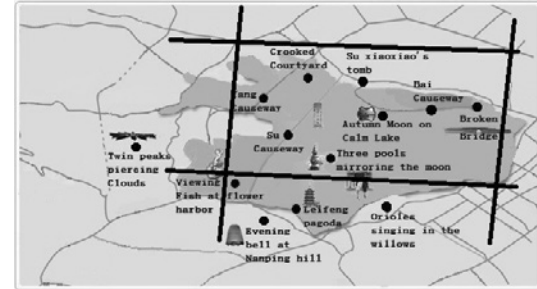 Crooked
Courtyard
Su xiaoxiao's
tomb
Yang
Causeway
Bai
Causeway
Autumn Moon on
Calm Lake
Broken
Bridge
Su
Causeway
Twin peaks
piercing
Clouds
Three pools
mirroring the moon
Viewing
Fish at flower
harbor
Leifeng
pagoda
Orioles
singing in the
willows
Evening
bell at
Nanping hill